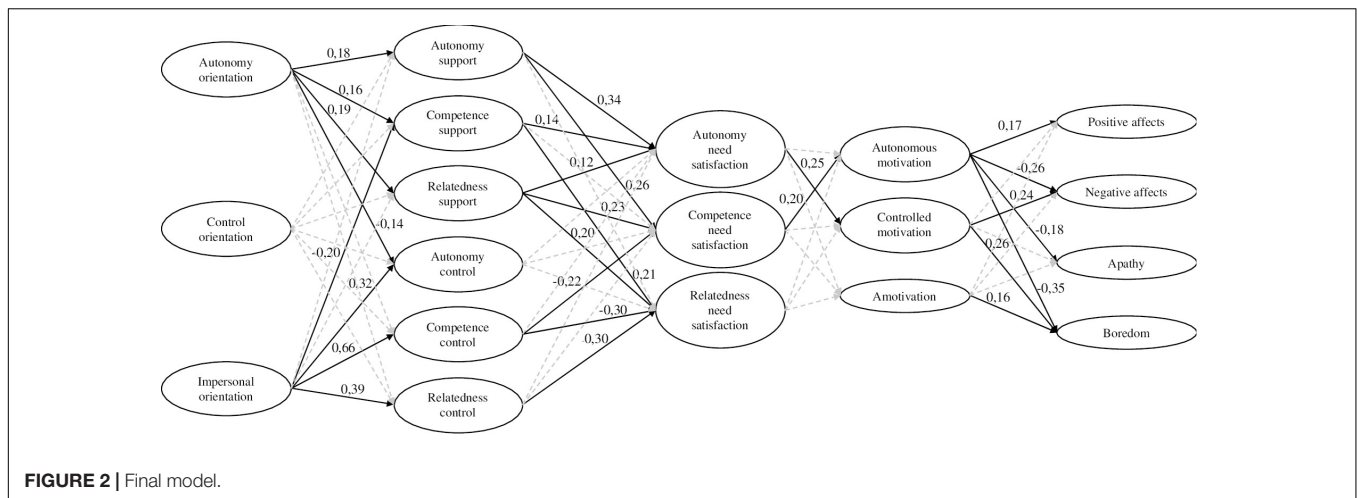 Autonomy
orientation
Control
orientation
Impersonal
orientation
0,18
0,16
0,19
-0,14
-0,20
0,32
0,66
0,39
Autonomy
support
Competence
support
Relatedness
support
Autonomy
control
Competence
control
Relatedness
control
0,34
0,14
0,12
0,26
0,23
0,20
0,21
-0,22
-0,30
-0,30
Autonomy
need
satisfaction
Competence
need
satisfaction
Relatedness
need
satisfaction
0,25
0,20
Autonomous
motivation
Controlled
motivation
Amotivation
0,17
-0,26
0,24
-0,18
0,26
-0,35
0,16
Positive affects
Negative affects
Apathy
Boredom
FIGURE 2 | Final model.